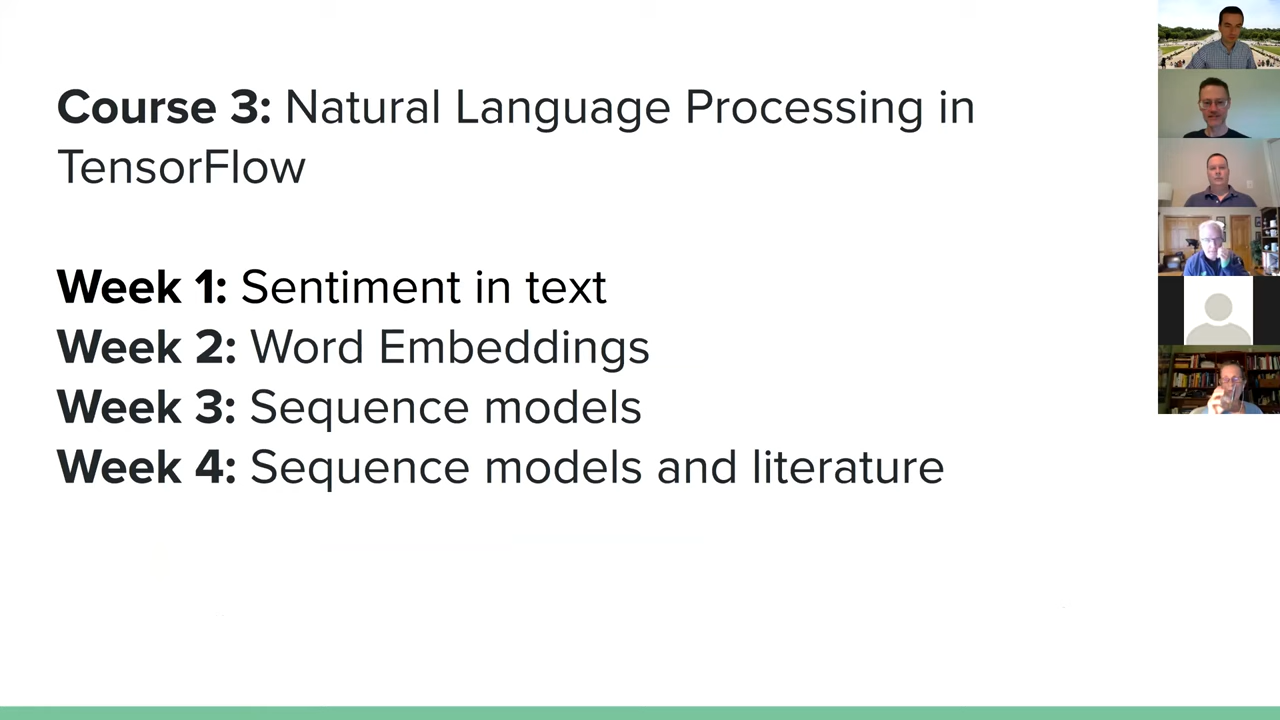 Course 3: Natural Language Processing in
TensorFlow
Week 1: Sentiment in text
Week 2: Word Embeddings
Week 3: Sequence models
Week 4: Sequence models and literature